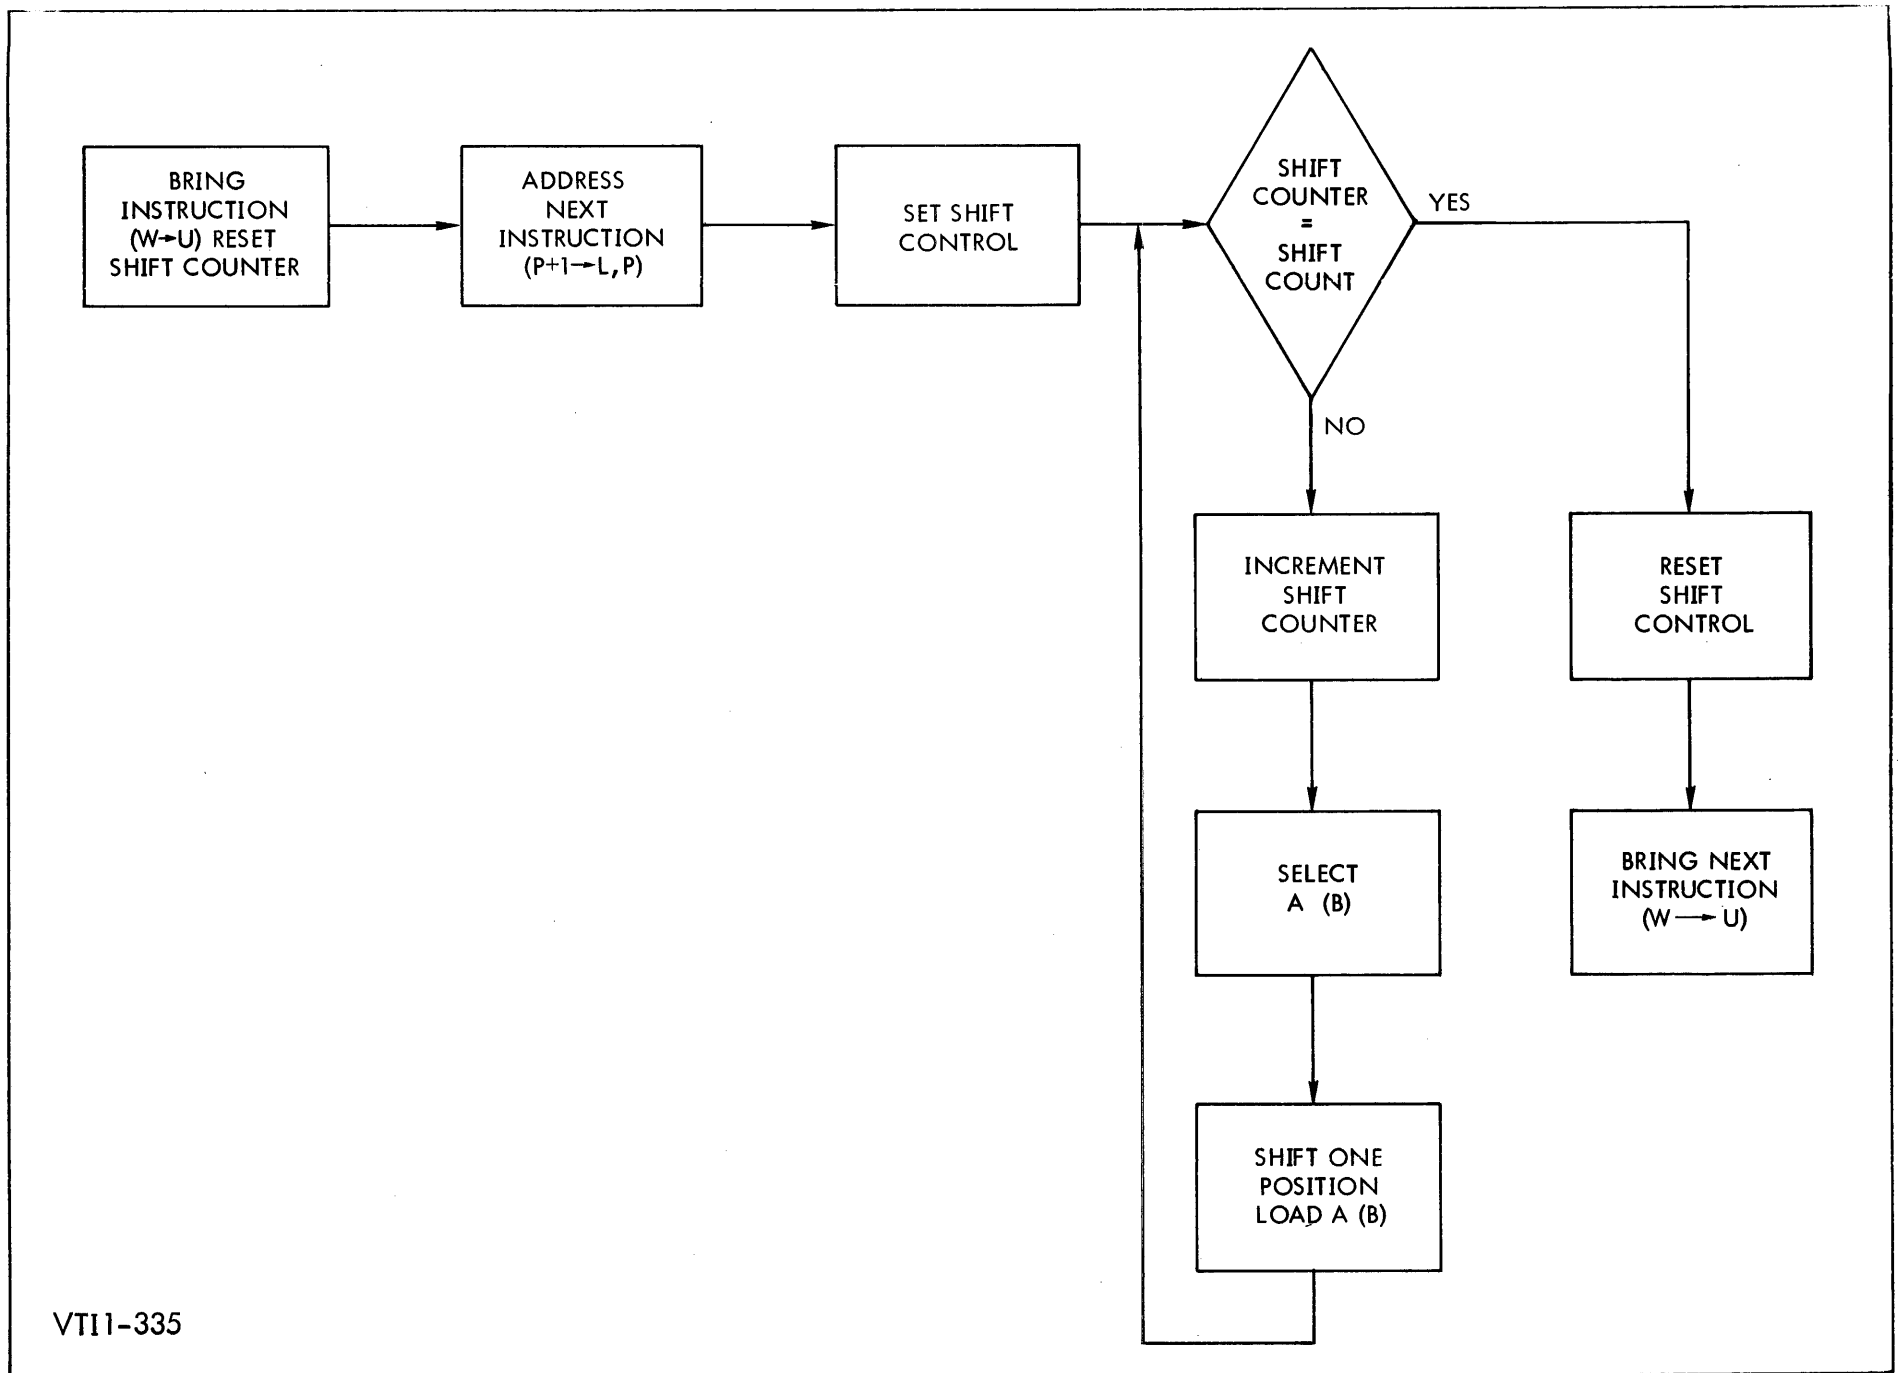 BRING
INSTRUCTION
(W→U) RESET
SHIFT COUNTER
ADDRESS
NEXT
INSTRUCTION
(P+1→L,P)
SET SHIFT
CONTROL
SHIFT
COUNTER
=
SHIFT
COUNT
YES
NO
INCREMENT
SHIFT
COUNTER
RESET
SHIFT
CONTROL
SELECT
A (B)
BRING NEXT
INSTRUCTION
(W→U)
SHIFT ONE
POSITION
LOAD A (B)
VTI1-335